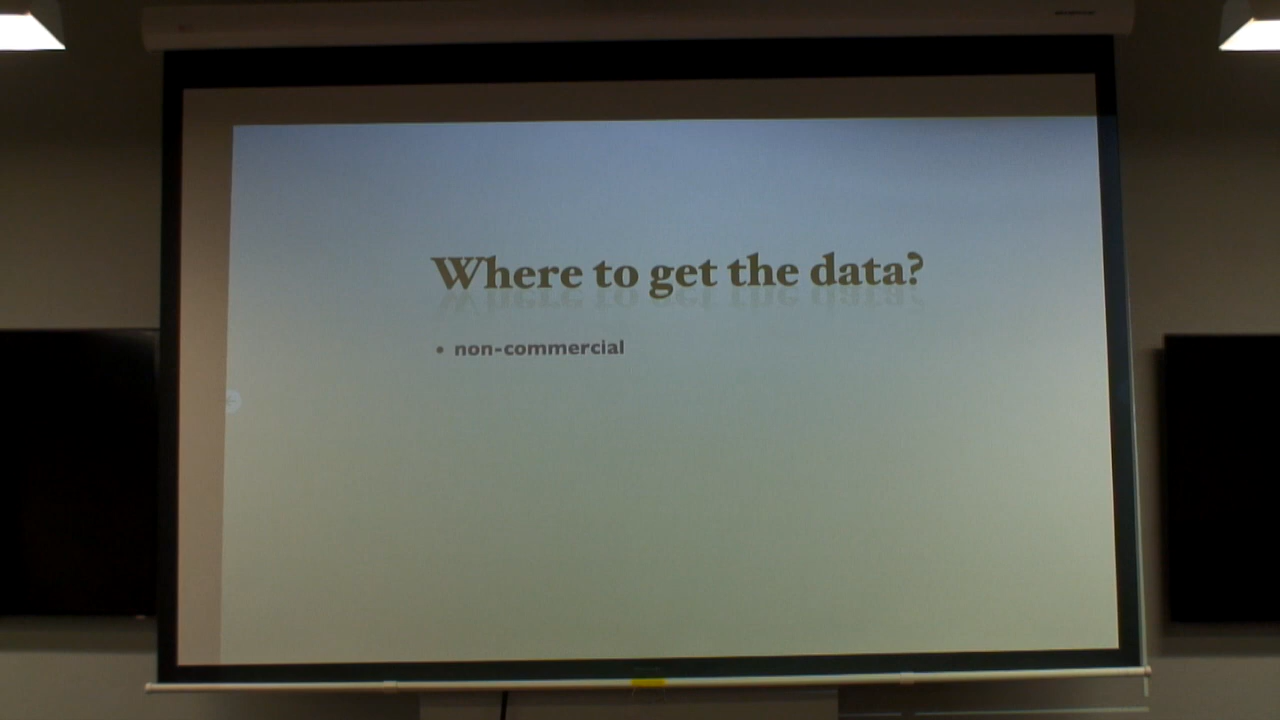 Where to get the data?
• non-commercial